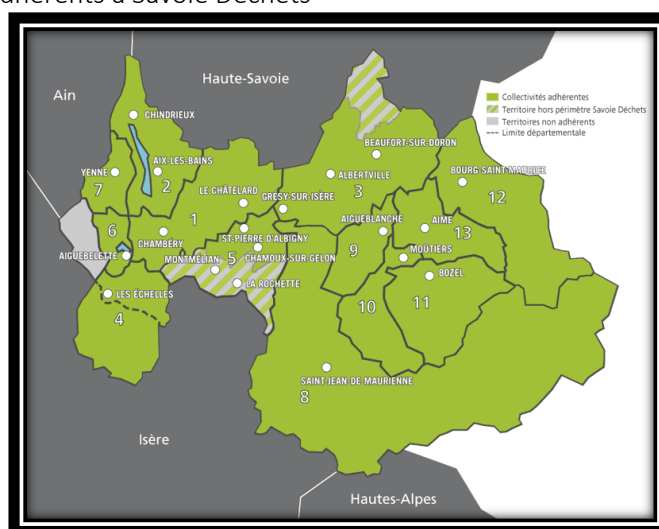 adhérents à Savoie Déchets
Ain
Haute-Savoie
Collectivités adhérentes
Territoire hors périmètre Savoie Déchets
Territoires non adhérents
Limite départementale
CHINDRIEUX
BEAUFORT-SUR-DORON
AIX-LES-BAINS
YENNE
7
2
ALBERTVILLE
3
BOURG-SAINT-MAURICE
12
LE CHÂTELARD
GRÉSY-SUR-ISÈRE
1
AIGUEBLANCHE
AIME
6
CHAMBÉRY
ST-PIERRE D'ALBIGNY
13
9
AIGUEBELETTE
MONTMÉLIAN
5
CHAMOUX-SUR-GELON
MOÛTIERS
LA ROCHETTE
BOZEL
LES ÉCHELLES
4
10
11
SAINT-JEAN-DE-MAURIENNE
8
Isère
Hautes-Alpes